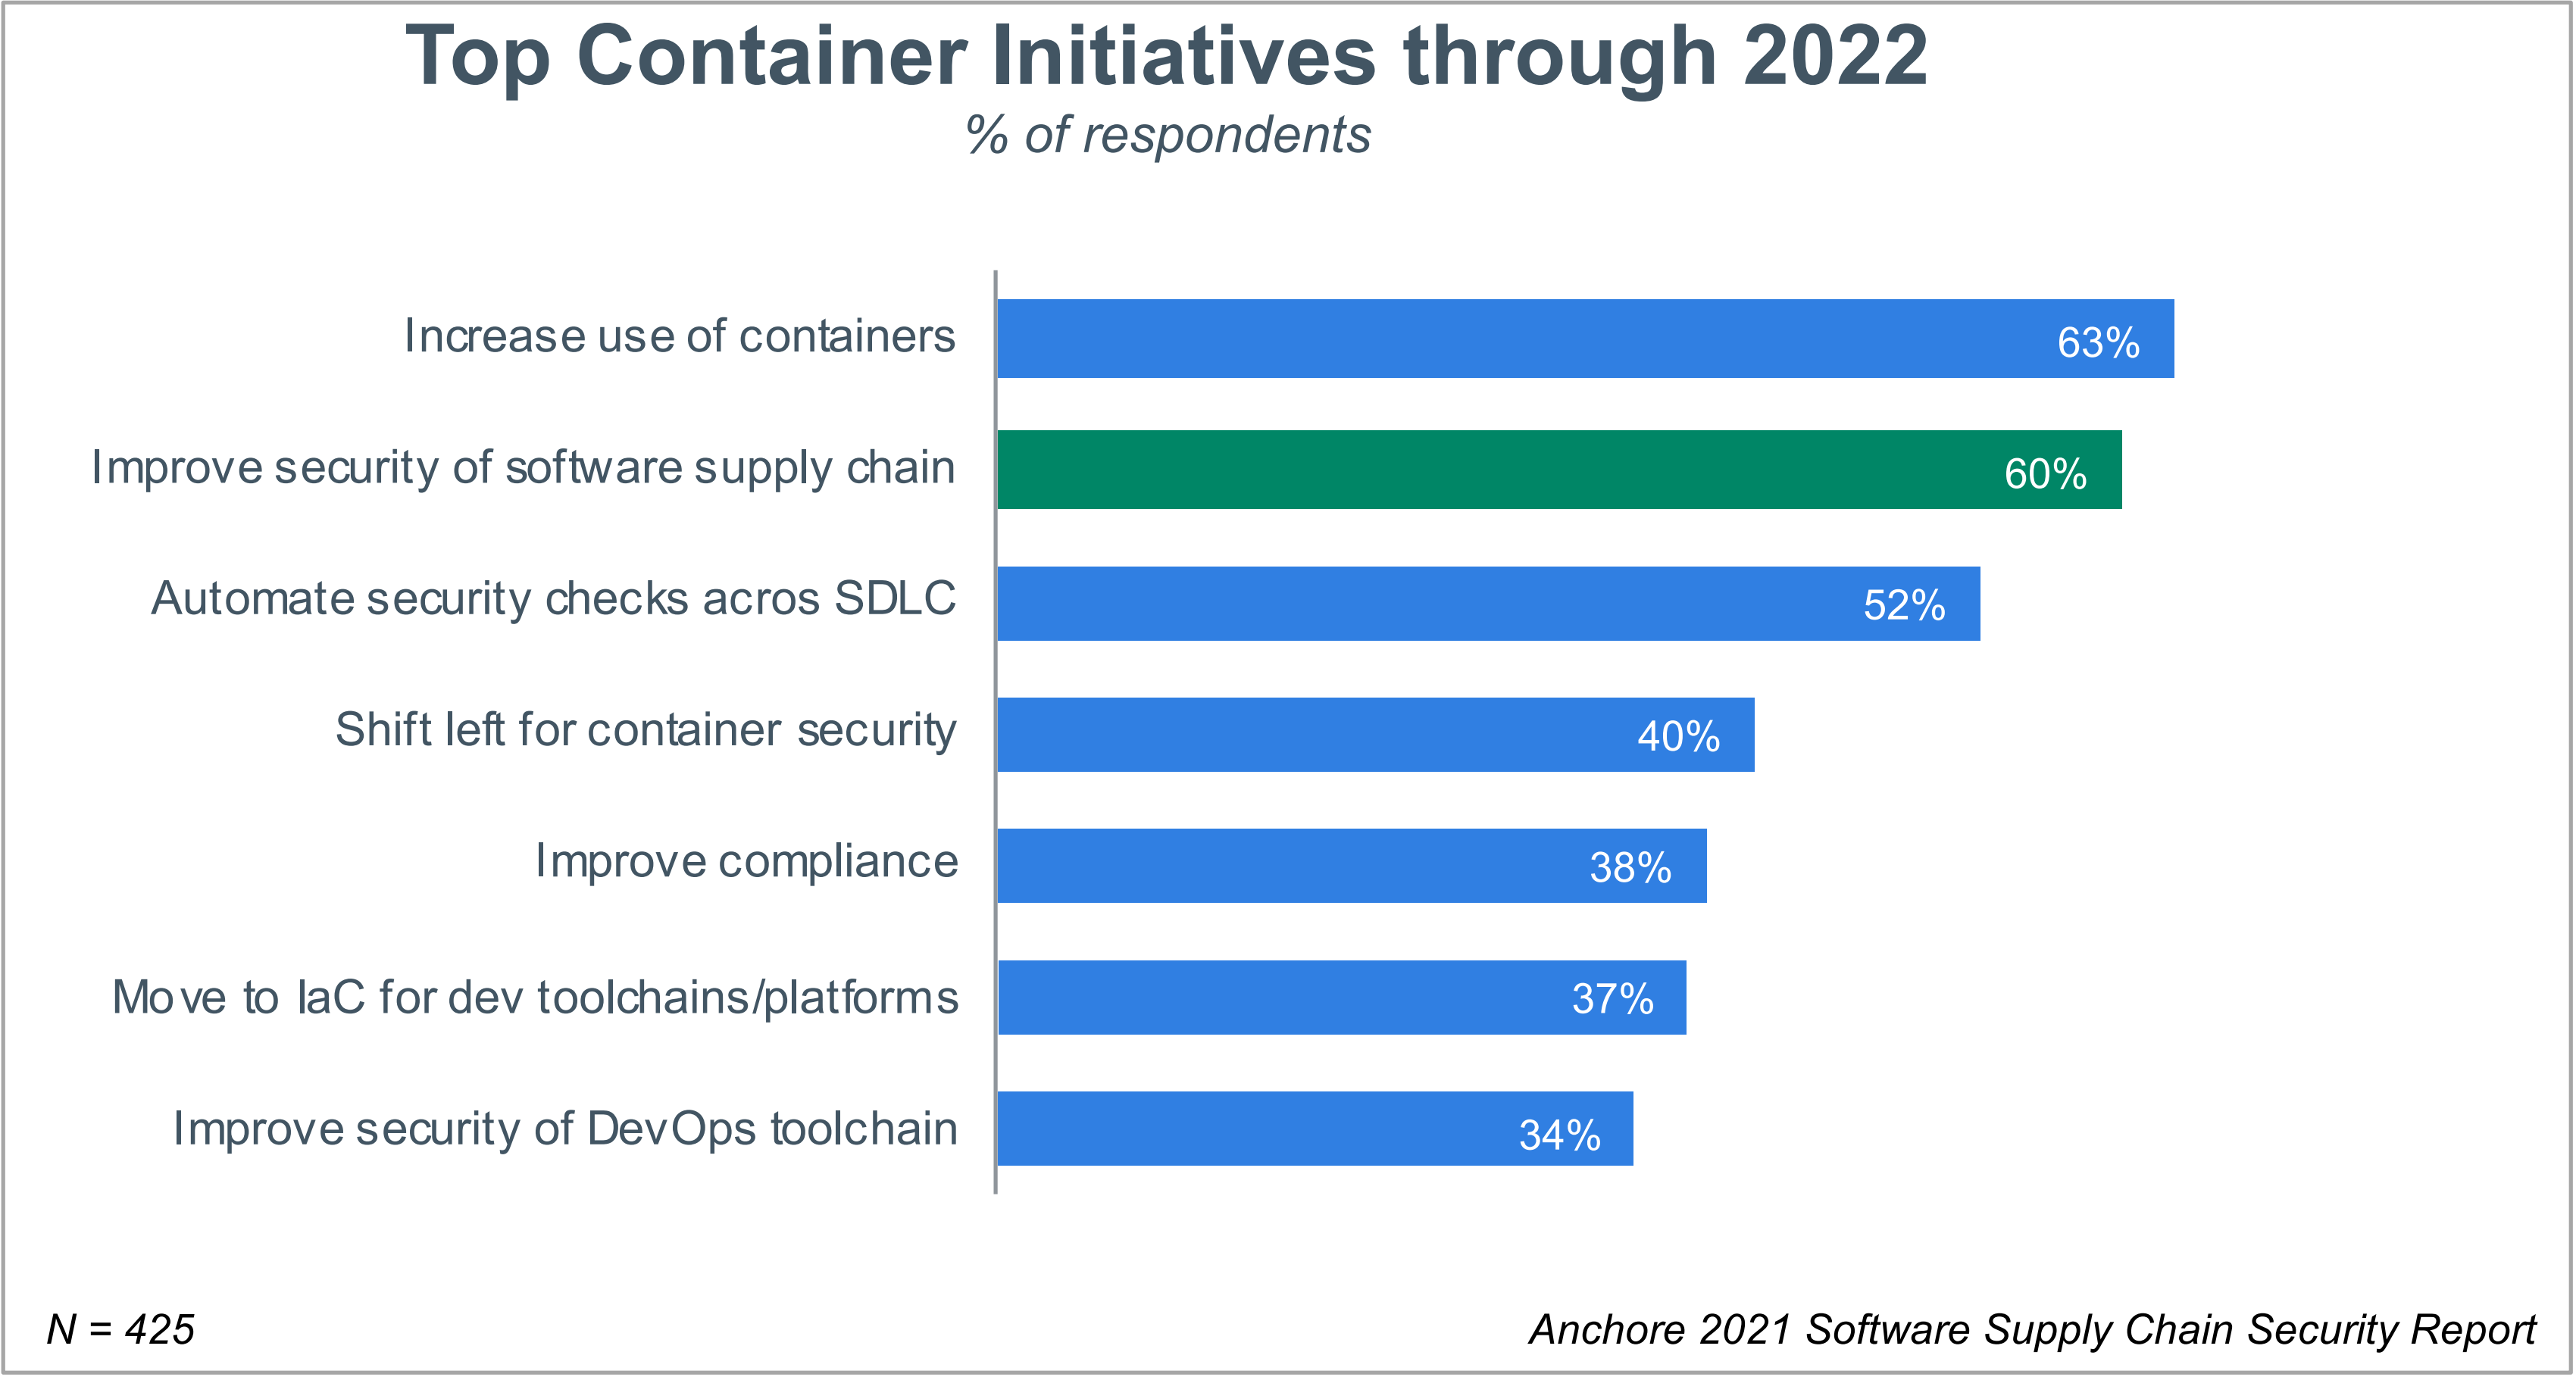 Top Container Initiatives through 2022
% of respondents
Increase use of containers 63%
Improve security of software supply chain 60%
Automate security checks acros SDLC 52%
Shift left for container security 40%
Improve compliance 38%
Move to IaC for dev toolchains/platforms 37%
Improve security of DevOps toolchain 34%
N = 425
Anchore 2021 Software Supply Chain Security Report